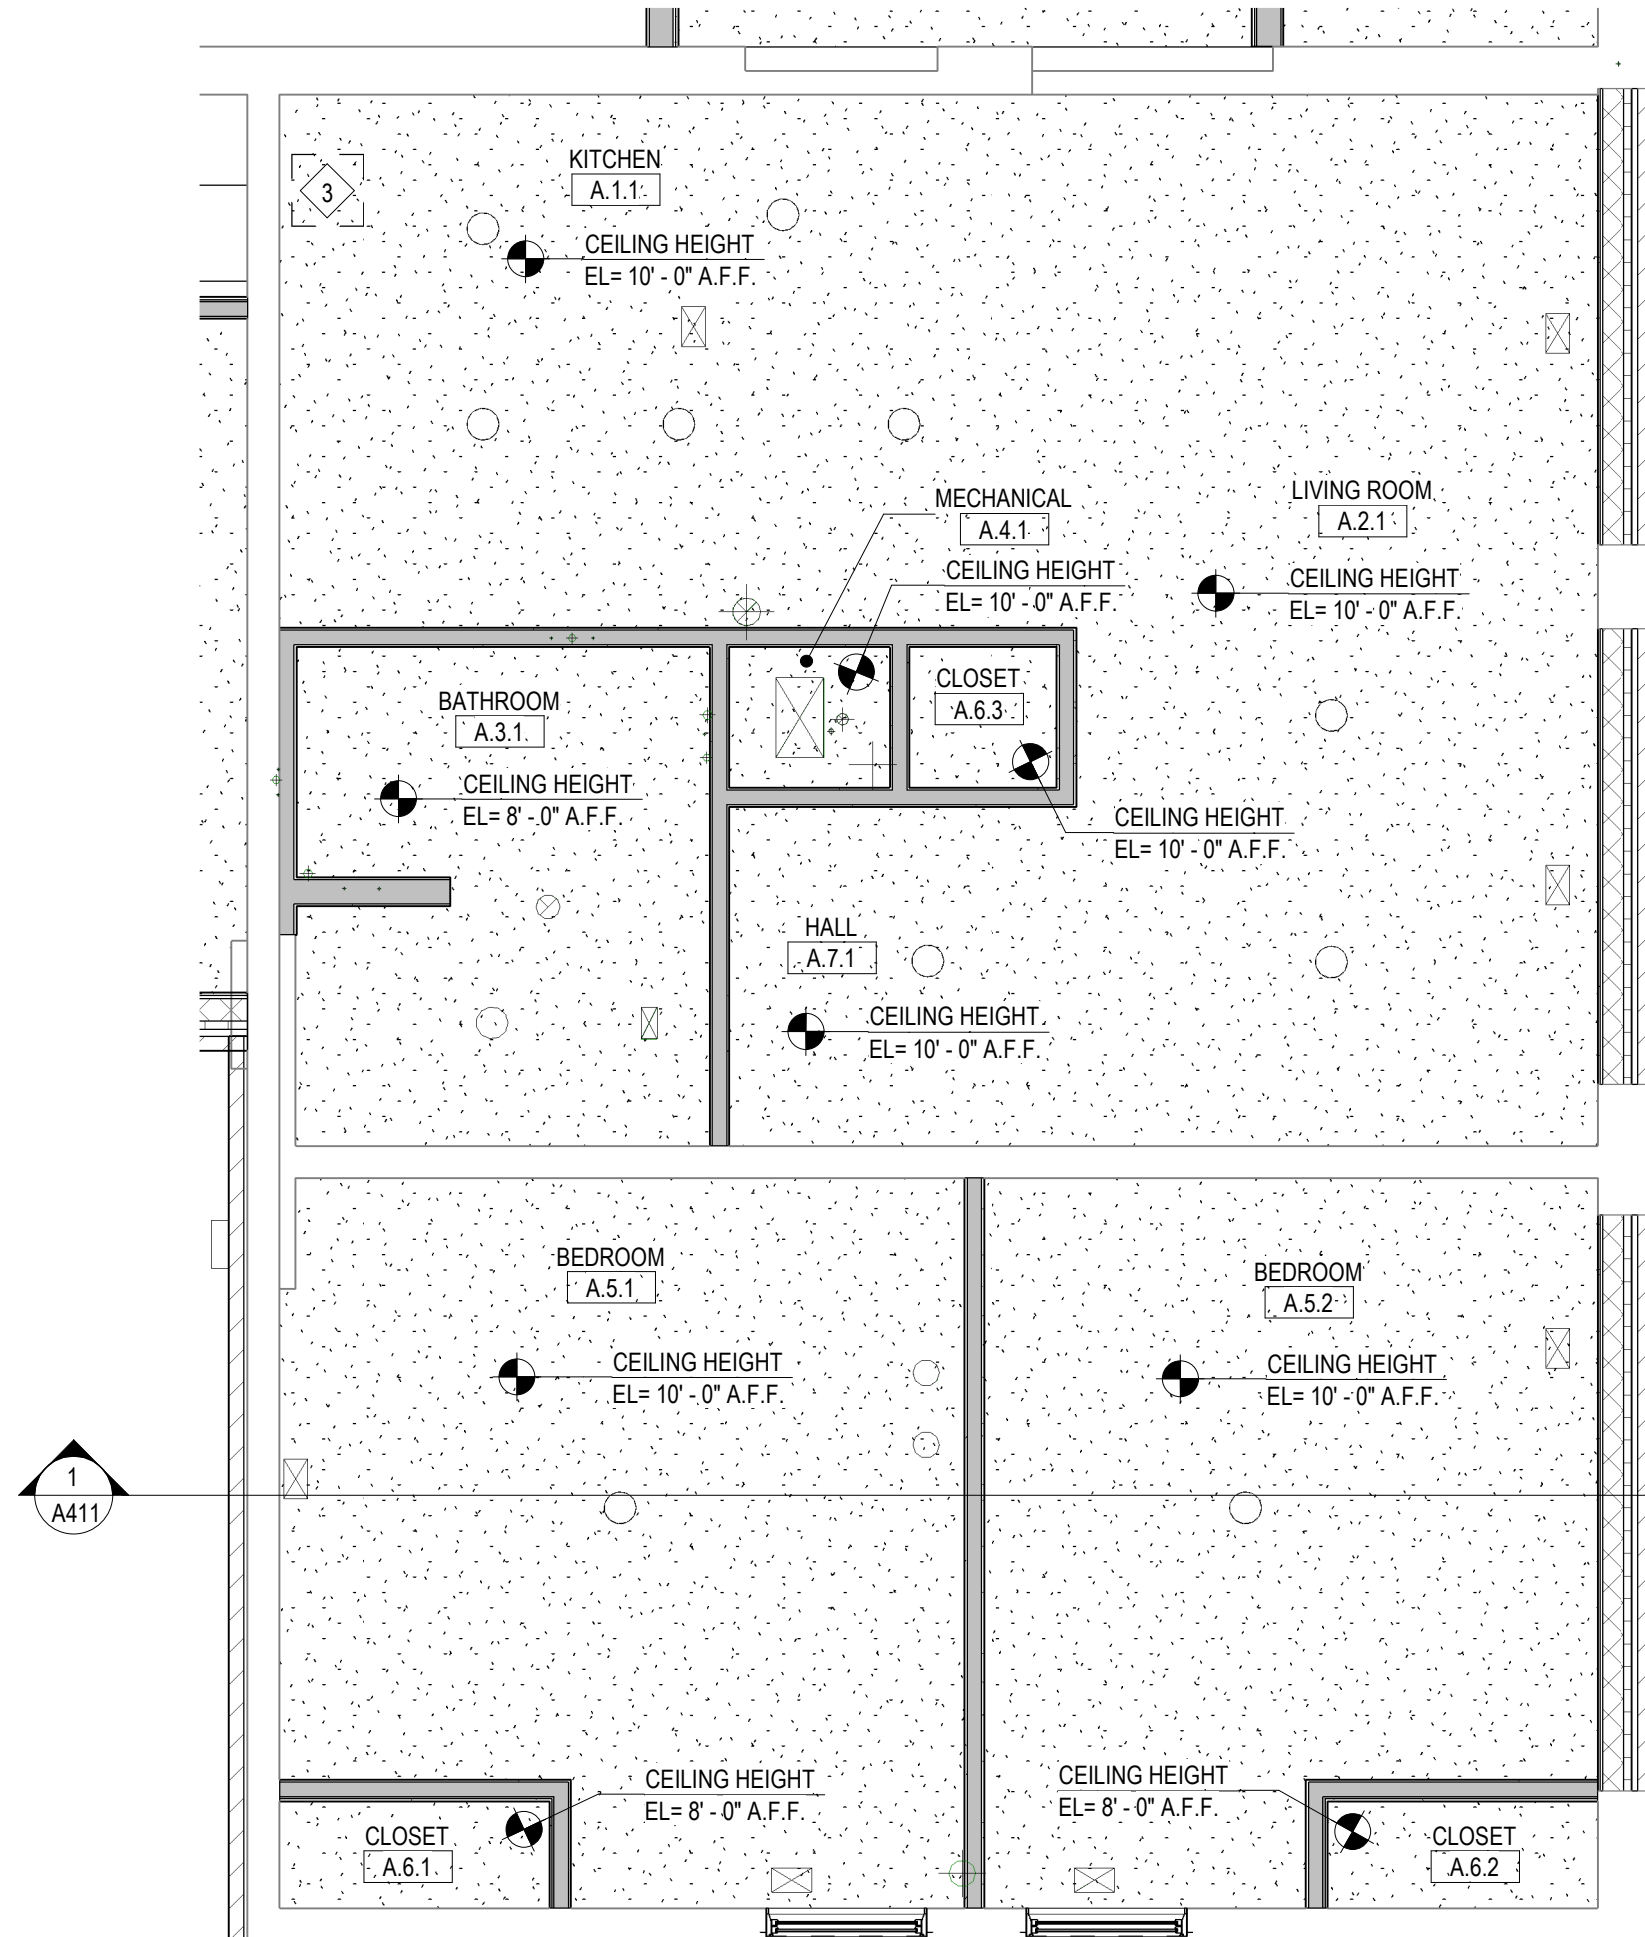 KITCHEN
A.1.1
3
CEILING HEIGHT
EL= 10' - 0" A.F.F.
MECHANICAL
A.4.1
CEILING HEIGHT
EL= 10' - 0" A.F.F.
LIVING ROOM
A.2.1
CEILING HEIGHT
EL= 10' - 0" A.F.F.
BATHROOM
A.3.1
CEILING HEIGHT
EL= 8' - 0" A.F.F.
CLOSET
A.6.3
CEILING HEIGHT
EL= 10' - 0" A.F.F.
HALL
A.7.1
CEILING HEIGHT
EL= 10' - 0" A.F.F.
BEDROOM
A.5.1
CEILING HEIGHT
EL= 10' - 0" A.F.F.
BEDROOM
A.5.2
CEILING HEIGHT
EL= 10' - 0" A.F.F.
1
A411
CEILING HEIGHT
EL= 8' - 0" A.F.F.
CLOSET
A.6.1
CEILING HEIGHT
EL= 8' - 0" A.F.F.
CLOSET
A.6.2